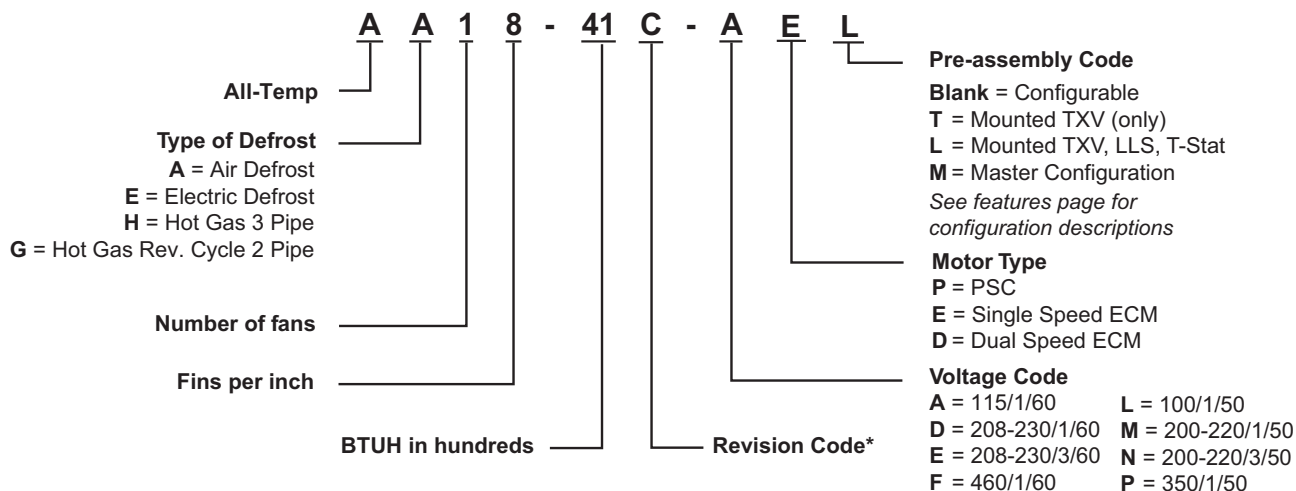 A A 1 8 - 41 C - A E L
All-Temp
Type of Defrost
A = Air Defrost
E = Electric Defrost
H = Hot Gas 3 Pipe
G = Hot Gas Rev. Cycle 2 Pipe
Number of fans
Fins per inch
BTUH in hundreds
Revision Code*
Pre-assembly Code
Blank = Configurable
T = Mounted TXV (only)
L = Mounted TXV, LLS, T-Stat
M = Master Configuration
See features page for
configuration descriptions
Motor Type
P = PSC
E = Single Speed ECM
D = Dual Speed ECM
Voltage Code
A = 115/1/60 L = 100/1/50
D = 208-230/1/60 M = 200-220/1/50
E = 208-230/3/60 N = 200-220/3/50
F = 460/1/60 P = 350/1/50